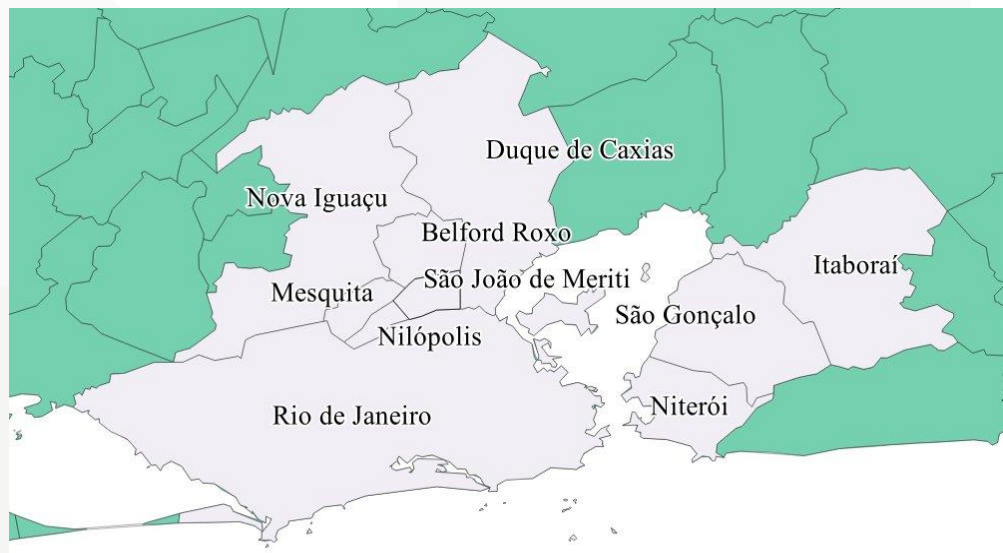 Duque de Caxias
Nova Iguaçu
Belford Roxo
Itaboraí
São João de Meriti
Mesquita
São Gonçalo
Nilópolis
Niterói
Rio de Janeiro